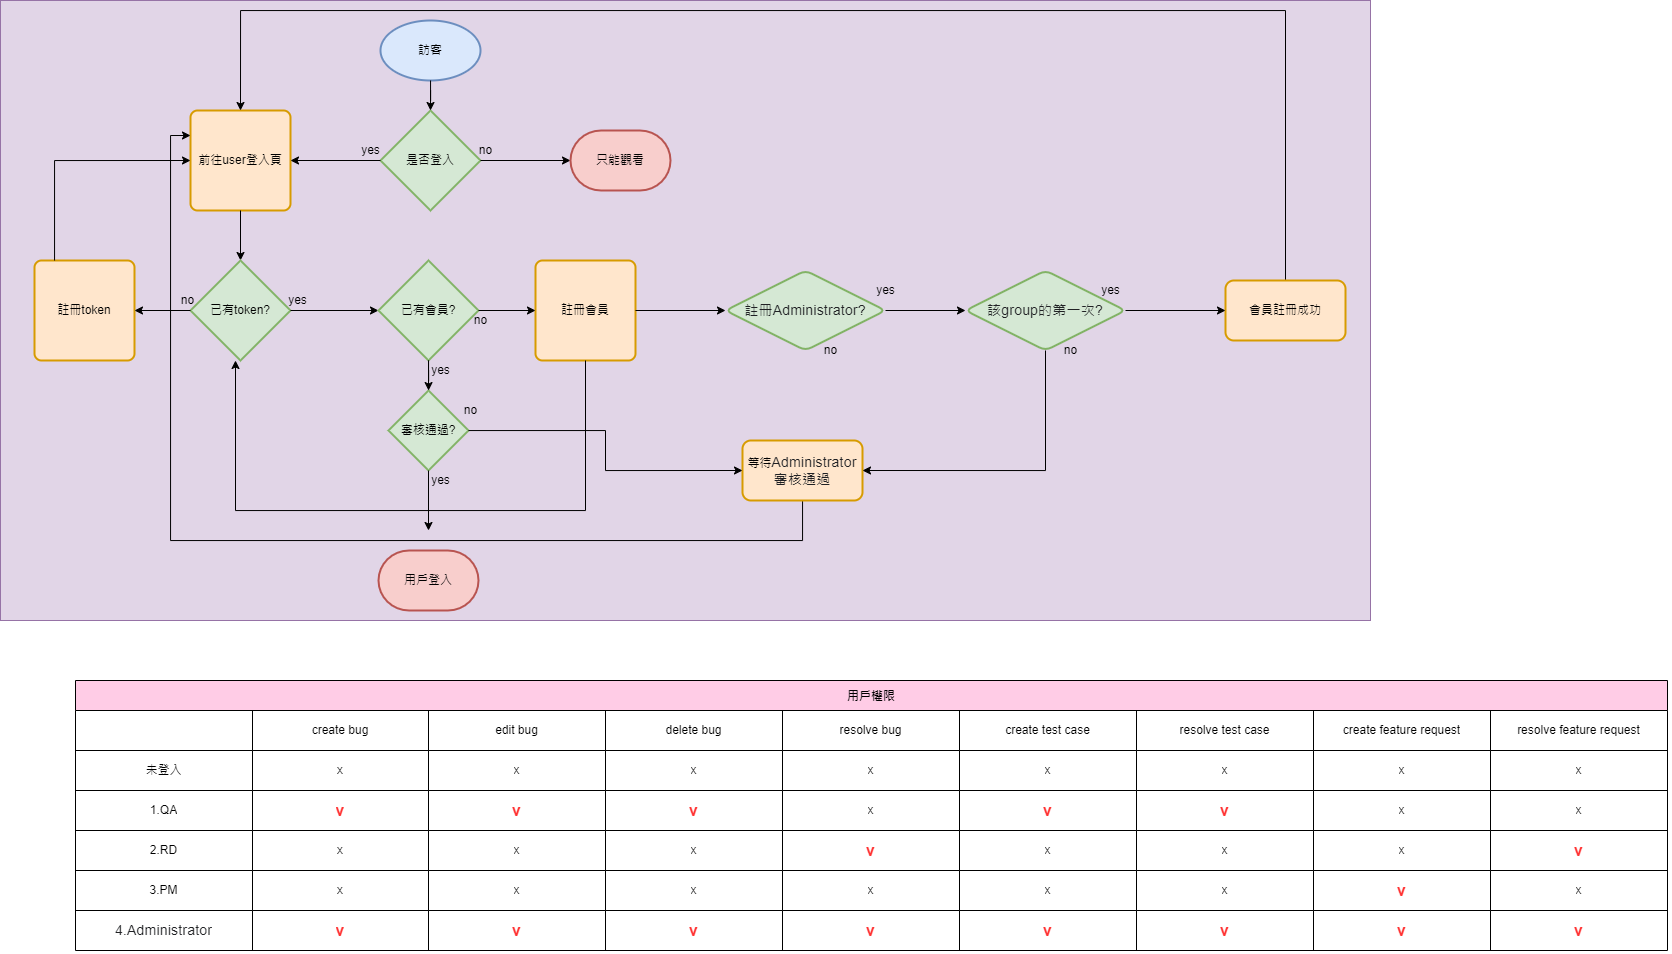 訪客
前往user登入頁
yes
是否登入
no
只能觀看
註冊token
no
已有token?
yes
已有會員?
no
註冊會員
註冊Administrator?
yes
no
該group的第一次?
yes
no
會員註冊成功
yes
審核通過?
no
yes
等待Administrator
審核通過
用戶登入
用戶權限
create bug edit bug delete bug resolve bug create test case resolve test case create feature request resolve feature request
未登入 x x x x x x x x
1.QA v v v x v v x x
2.RD x x x v x x x v
3.PM x x x x x x v x
4.Administrator v v v v v v v v